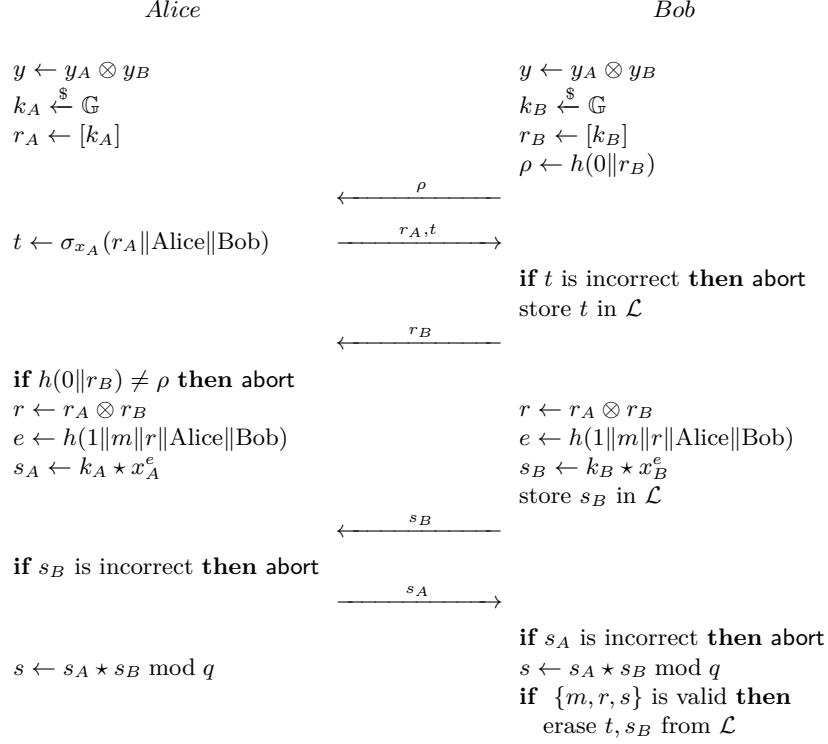 Alice Bob
y ← y_A ⊗ y_B y ← y_A ⊗ y_B
k_A $← 𝔾 k_B $← 𝔾
r_A ← [k_A] r_B ← [k_B]
ρ ← h(0‖r_B)
ρ
t ← σ_{x_A}(r_A‖Alice‖Bob) r_A, t
if t is incorrect then abort
store t in ℒ
r_B
if h(0‖r_B) ≠ ρ then abort
r ← r_A ⊗ r_B r ← r_A ⊗ r_B
e ← h(1‖m‖r‖Alice‖Bob) e ← h(1‖m‖r‖Alice‖Bob)
s_A ← k_A ⋆ x_A^e s_B ← k_B ⋆ x_B^e
store s_B in ℒ
s_B
if s_B is incorrect then abort
s_A
if s_A is incorrect then abort
s ← s_A ⋆ s_B mod q s ← s_A ⋆ s_B mod q
if {m, r, s} is valid then
erase t, s_B from ℒ